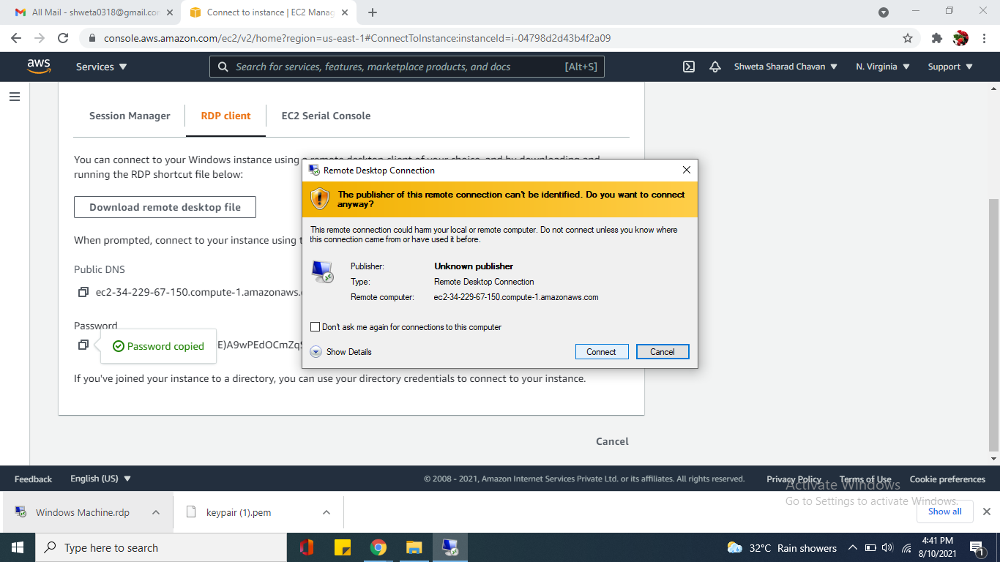 All Mail - shweta0318@gmail.co
Connect to instance | EC2 Manag
console.aws.amazon.com/ec2/v2/home?region=us-east-1#ConnectToInstance:instanceId=i-04798d2d43b4f2a09
aws
Services
Search for services, features, marketplace products, and docs
[Alt+S]
Shweta Sharad Chavan
N. Virginia
Support
Session Manager
RDP client
EC2 Serial Console
You can connect to your Windows instance using a remote desktop client of your choice, and by downloading and
running the RDP shortcut file below:
Download remote desktop file
When prompted, connect to your instance using
Public DNS
ec2-34-229-67-150.compute-1.amazonaws.
Password
Password copied
E)A9wPEdOCmZq
If you've joined your instance to a directory, you can use your directory credentials to connect to your instance.
Cancel
Remote Desktop Connection
The publisher of this remote connection can't be identified. Do you want to connect
anyway?
This remote connection could harm your local or remote computer. Do not connect unless you know where
this connection came from or have used it before.
Publisher:
Unknown publisher
Type:
Remote Desktop Connection
Remote computer:
ec2-34-229-67-150.compute-1.amazonaws.com
Don't ask me again for connections to this computer
Show Details
Connect
Cancel
Feedback
English (US)
© 2008 - 2021, Amazon Internet Services Private Ltd. or its affiliates. All rights reserved.
Privacy Policy
Terms of Use
Cookie preferences
Activate Windows
Go to Settings to activate Windows.
Windows Machine.rdp
keypair (1).pem
Show all
Type here to search
32°C Rain showers
4:41 PM
8/10/2021
1